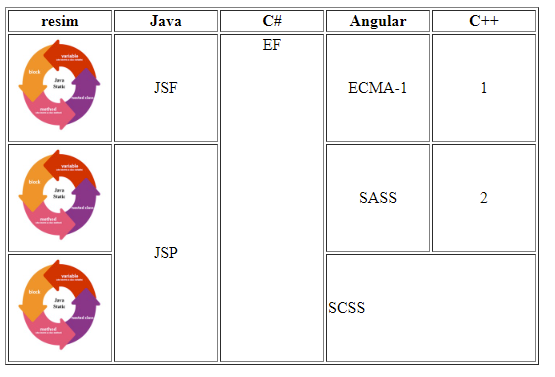 resim Java C# Angular C++
variable
block
Java
Static
nested class
method
JSF
EF
ECMA-1
1
variable
block
Java
Static
nested class
method
JSP
SASS
2
variable
block
Java
Static
nested class
method
SCSS